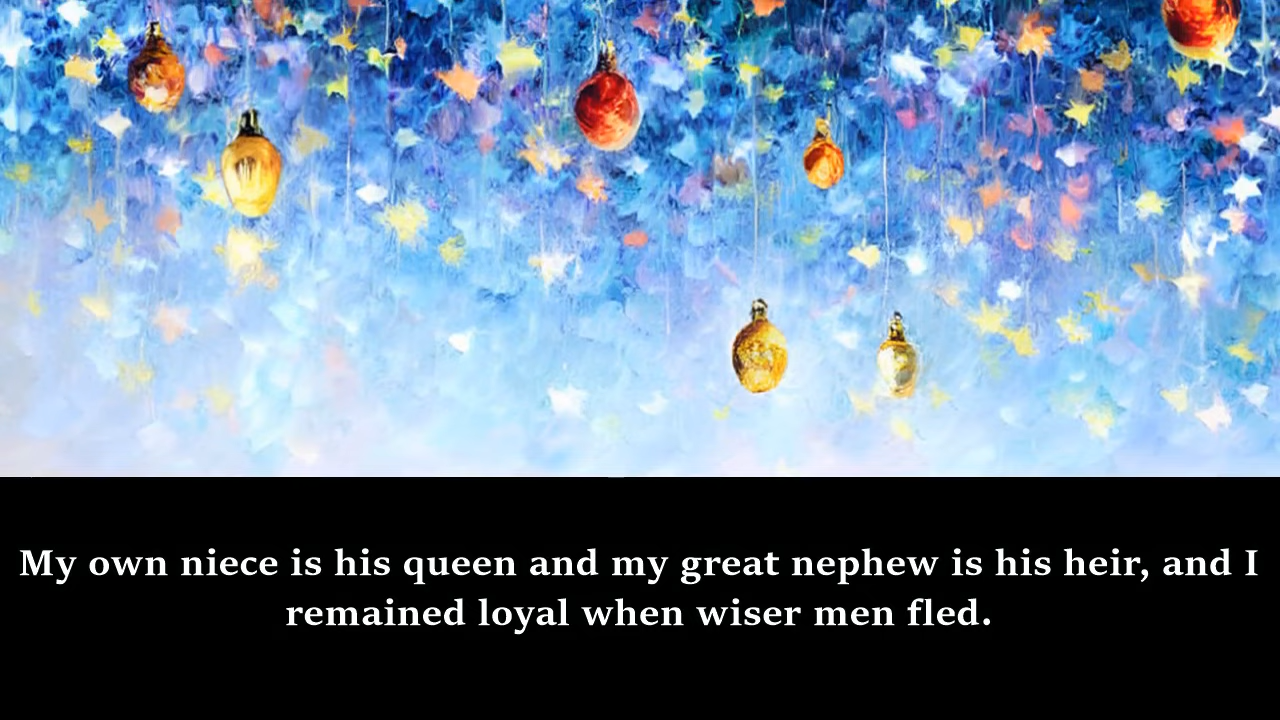 My own niece is his queen and my great nephew is his heir, and I
remained loyal when wiser men fled.